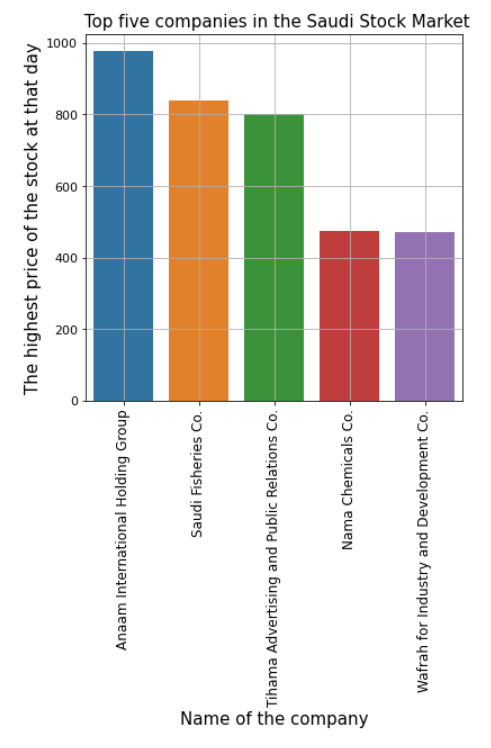 Top five companies in the Saudi Stock Market
The highest price of the stock at that day
1000
800
600
400
200
0
Anaam International Holding Group
Saudi Fisheries Co.
Tihama Advertising and Public Relations Co.
Nama Chemicals Co.
Wafrah for Industry and Development Co.
Name of the company